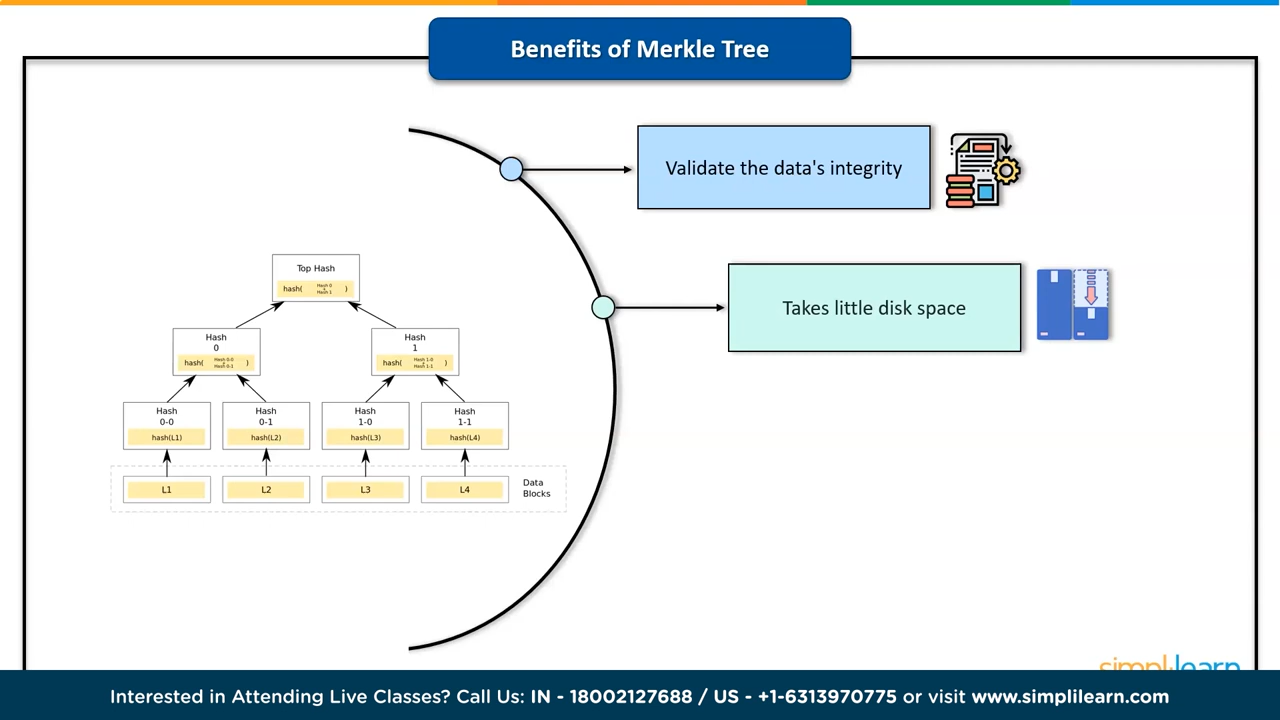 Benefits of Merkle Tree
Validate the data's integrity
Takes little disk space
Top Hash
hash( Hash 0 + Hash 1 )
Hash
0
hash( Hash 0-0 + Hash 0-1 )
Hash
1
hash( Hash 1-0 + Hash 1-1 )
Hash
0-0
hash(L1)
Hash
0-1
hash(L2)
Hash
1-0
hash(L3)
Hash
1-1
hash(L4)
L1
L2
L3
L4
Data
Blocks
simplilearn
Interested in Attending Live Classes? Call Us: IN - 18002127688 / US - +1-6313970775 or visit www.simplilearn.com